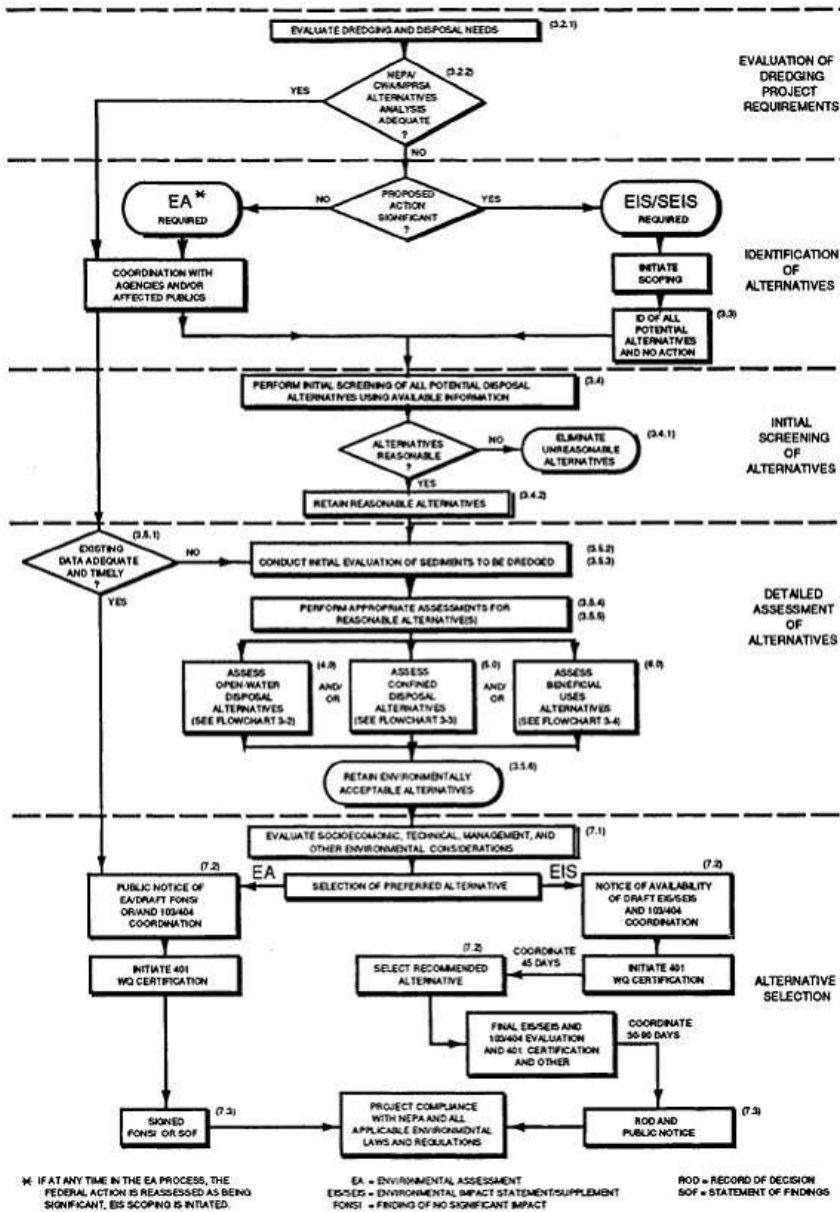 EVALUATE DREDGING AND DISPOSAL NEEDS
(3.2.1)
NEPA/
CWA/MPRSA
ALTERNATIVES
ANALYSIS
ADEQUATE
?
(3.2.2)
YES
NO
EVALUATION OF
DREDGING
PROJECT
REQUIREMENTS
EA*
REQUIRED
NO
PROPOSED
ACTION
SIGNIFICANT
?
YES
EIS/SEIS
REQUIRED
COORDINATION WITH
AGENCIES AND/OR
AFFECTED PUBLICS
INITIATE
SCOPING
ID OF ALL
POTENTIAL
ALTERNATIVES
AND NO ACTION
(3.3)
IDENTIFICATION
OF
ALTERNATIVES
PERFORM INITIAL SCREENING OF ALL POTENTIAL DISPOSAL
ALTERNATIVES USING AVAILABLE INFORMATION
(3.4)
ALTERNATIVES
REASONABLE
?
NO
ELIMINATE
UNREASONABLE
ALTERNATIVES
(3.4.1)
YES
RETAIN REASONABLE ALTERNATIVES
(3.4.2)
INITIAL
SCREENING
OF
ALTERNATIVES
EXISTING
DATA ADEQUATE
AND TIMELY
?
(3.5.1)
NO
YES
CONDUCT INITIAL EVALUATION OF SEDIMENTS TO BE DREDGED
(3.5.2)
(3.5.3)
PERFORM APPROPRIATE ASSESSMENTS FOR
REASONABLE ALTERNATIVE(S)
(3.5.4)
(3.5.5)
ASSESS
OPEN-WATER
DISPOSAL
ALTERNATIVES
(SEE FLOWCHART 3-2)
(4.0)
AND/
OR
ASSESS
CONFINED
DISPOSAL
ALTERNATIVES
(SEE FLOWCHART 3-3)
(5.0)
AND/
OR
ASSESS
BENEFICIAL
USES
ALTERNATIVES
(SEE FLOWCHART 3-4)
(6.0)
RETAIN ENVIRONMENTALLY
ACCEPTABLE ALTERNATIVES
(3.5.6)
DETAILED
ASSESSMENT
OF
ALTERNATIVES
EVALUATE SOCIOECOMOMIC, TECHNICAL, MANAGEMENT, AND
OTHER ENVIRONMENTAL CONSIDERATIONS
(7.1)
(7.2)
PUBLIC NOTICE OF
EA/DRAFT FONSI
OR/AND 103/404
COORDINATION
EA
SELECTION OF PREFERRED ALTERNATIVE
EIS
(7.2)
NOTICE OF AVAILABILITY
OF DRAFT EIS/SEIS
AND 103/404
COORDINATION
INITIATE 401
WQ CERTIFICATION
(7.2)
SELECT RECOMMENDED
ALTERNATIVE
COORDINATE
45 DAYS
INITIATE 401
WQ CERTIFICATION
FINAL EIS/SEIS AND
103/404 EVALUATION
AND 401 CERTIFICATION
AND OTHER
COORDINATE
30-90 DAYS
ALTERNATIVE
SELECTION
SIGNED
FONSI OR SOF
(7.3)
PROJECT COMPLIANCE
WITH NEPA AND ALL
APPLICABLE ENVIRONMENTAL
LAWS AND REGULATIONS
ROD AND
PUBLIC NOTICE
(7.3)
* IF AT ANY TIME IN THE EA PROCESS, THE
FEDERAL ACTION IS REASSESSED AS BEING
SIGNIFICANT, EIS SCOPING IS INITIATED.
EA = ENVIRONMENTAL ASSESSMENT
EIS/SEIS = ENVIRONMENTAL IMPACT STATEMENT/SUPPLEMENT
FONSI = FINDING OF NO SIGNIFICANT IMPACT
ROD = RECORD OF DECISION
SOF = STATEMENT OF FINDINGS